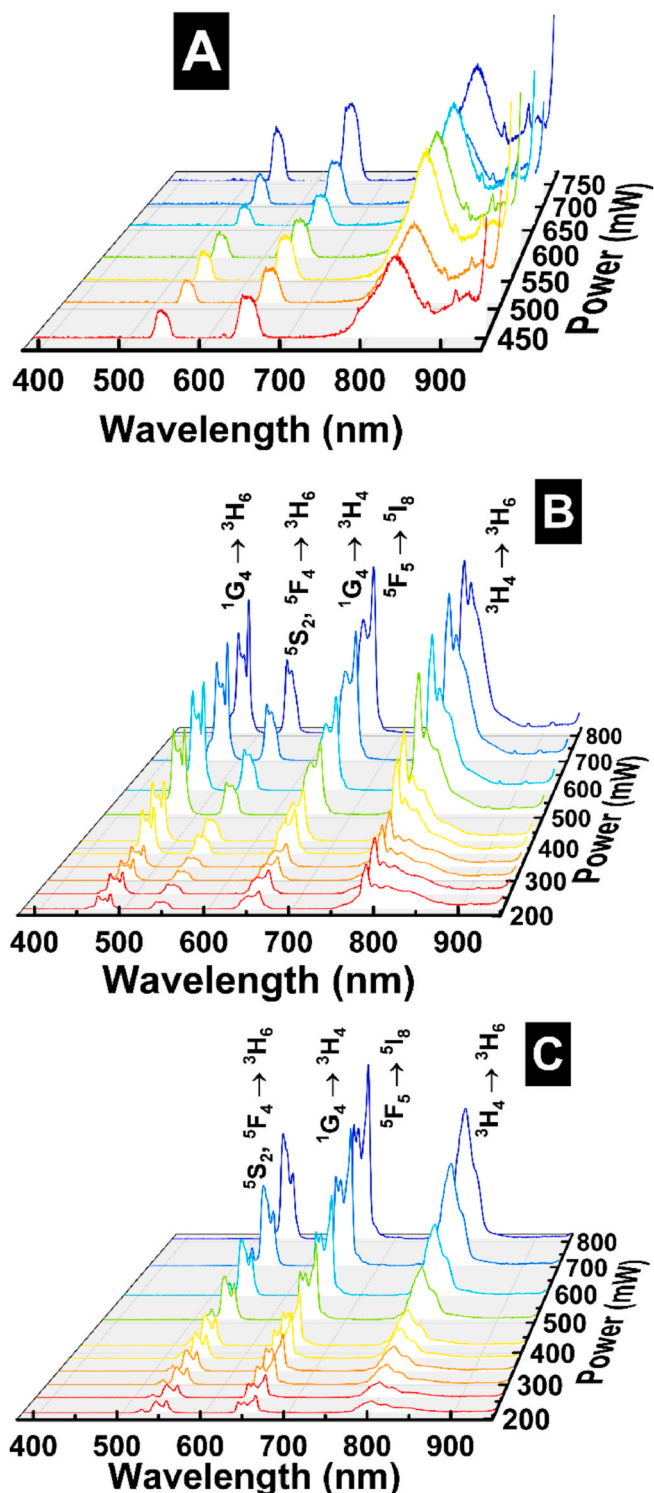 A
750
700
650
600
550
500
450
Power (mW)
400 500 600 700 800 900
Wavelength (nm)
B
¹G₄ → ³H₆
⁵S₂, ⁵F₄ → ³H₆
¹G₄ → ³H₄
⁵F₅ → ⁵I₈
³H₄ → ³H₆
800
700
600
500
400
300
200
Power (mW)
400 500 600 700 800 900
Wavelength (nm)
C
⁵S₂, ⁵F₄ → ³H₆
¹G₄ → ³H₄
⁵F₅ → ⁵I₈
³H₄ → ³H₆
800
700
600
500
400
300
200
Power (mW)
400 500 600 700 800 900
Wavelength (nm)